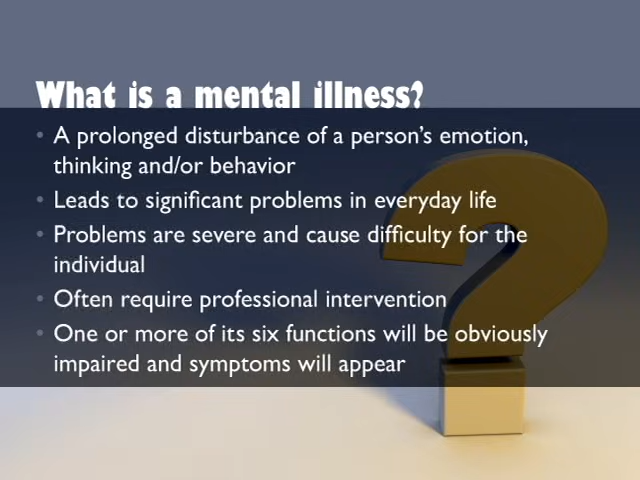 What is a mental illness?
• A prolonged disturbance of a person's emotion,
thinking and/or behavior
• Leads to significant problems in everyday life
• Problems are severe and cause difficulty for the
individual
• Often require professional intervention
• One or more of its six functions will be obviously
impaired and symptoms will appear